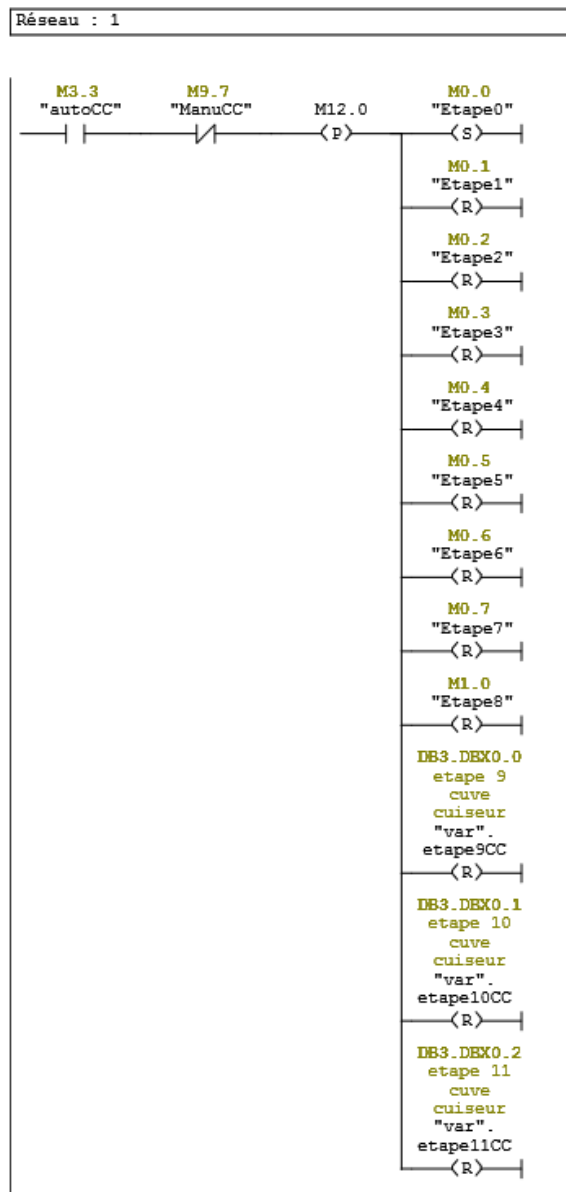 Réseau : 1
M3.3 M9.7 M0.0
"autoCC" "ManuCC" M12.0 "Etape0"
(P) (S)
M0.1
"Etape1"
(R)
M0.2
"Etape2"
(R)
M0.3
"Etape3"
(R)
M0.4
"Etape4"
(R)
M0.5
"Etape5"
(R)
M0.6
"Etape6"
(R)
M0.7
"Etape7"
(R)
M1.0
"Etape8"
(R)
DB3.DBX0.0
etape 9
cuve
cuiseur
"var".
etape9CC
(R)
DB3.DBX0.1
etape 10
cuve
cuiseur
"var".
etape10CC
(R)
DB3.DBX0.2
etape 11
cuve
cuiseur
"var".
etape11CC
(R)